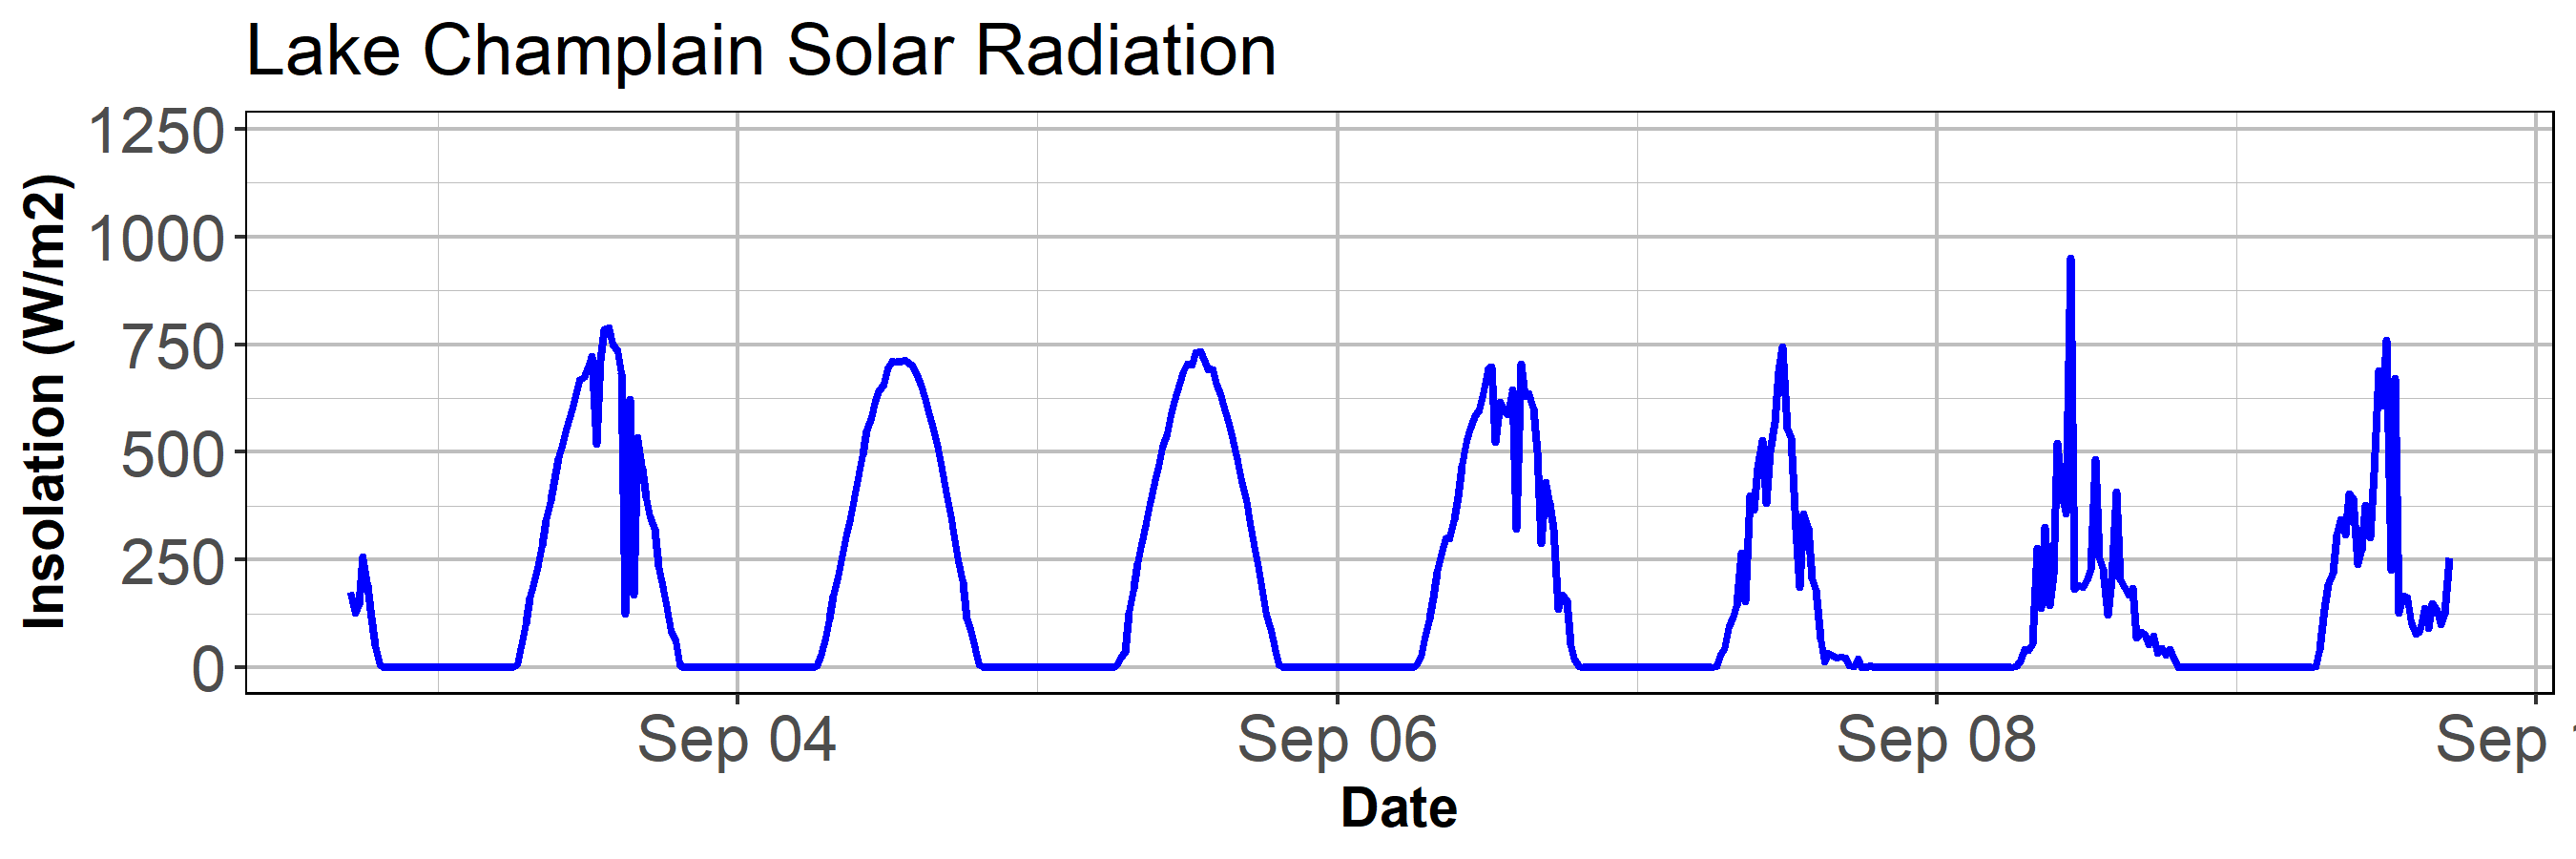 Lake Champlain Solar Radiation
1250
1000
750
500
250
0
Insolation (W/m2)
Sep 04 Sep 06 Sep 08 Sep
Date